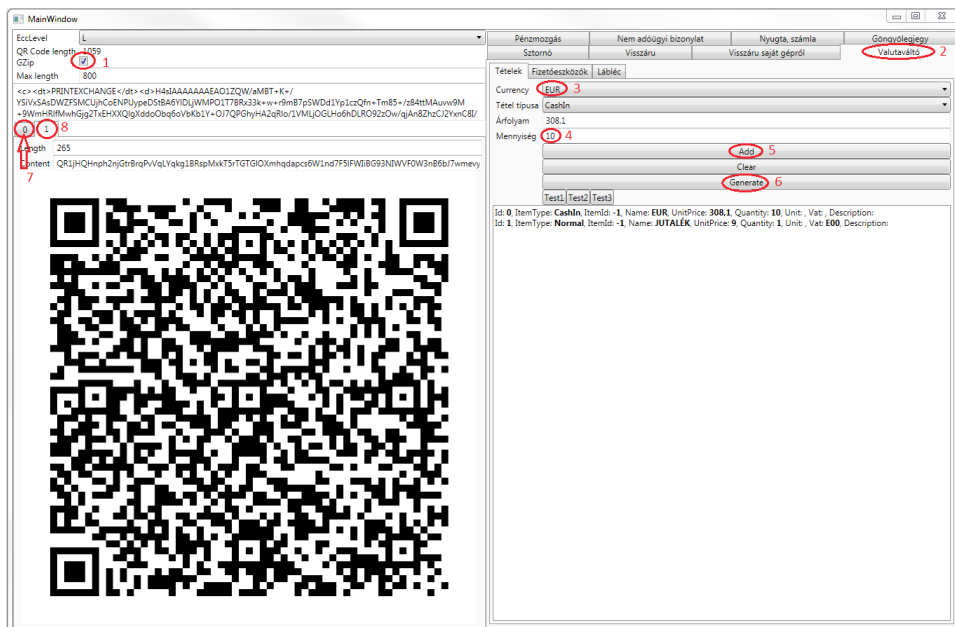 MainWindow
EccLevel L
QR Code length 1059
GZip 1
Max length 800
<c><dt>PRINTEXCHANGE</dt><d>H4sIAAAAAAAEAO1ZQW/aMBT+K+/
YSiVxSAsDWZFSMCUjhCoENPUypeDStBA6YIDLjWMPO1T7BRx33k+w+r9mB7pSWDd1Yp1czQfn+Tm85+/z84ttMAuvw9M
+9WmHRIfMwhGjg2TxEHXXQlgXddoObq6oVbKb1Y+OJ7QPGhyHA2qRIo/1VMLjOGLHo6hDLRO92zOw/qjAn8ZhzCJ2YxnC8I/
0 1 8
Length 265
Content QR1jHQHnph2njGtrBrqPvVqLYqkg1BRspMxkT5rTGTGlOXmhqdapcs6W1nd7F5lFWIiBG93NIWVF0W3nB6bJ7wmevy
7
Pénzmozgás Nem adóügyi bizonylat Nyugta, számla Göngyölegjegy
Sztornó Visszáru Visszáru saját gépről Valutaváltó 2
Tételek Fizetőeszközök Lábléc
Currency EUR 3
Tétel típusa CashIn
Árfolyam 308.1
Mennyiség 10 4
Add 5
Clear
Generate 6
Test1 Test2 Test3
Id: 0, ItemType: CashIn, ItemId: -1, Name: EUR, UnitPrice: 308,1, Quantity: 10, Unit: , Vat: , Description:
Id: 1, ItemType: Normal, ItemId: -1, Name: JUTALÉK, UnitPrice: 9, Quantity: 1, Unit: , Vat: E00, Description: